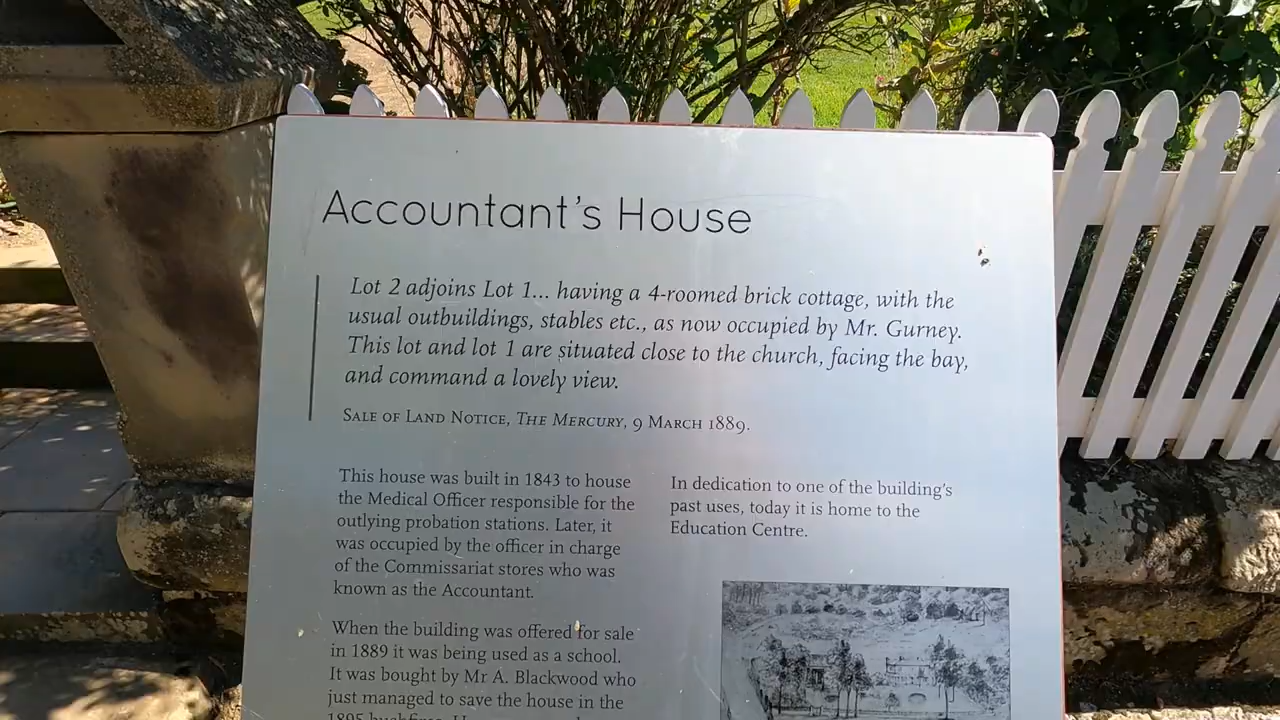 Accountant's House
Lot 2 adjoins Lot 1... having a 4-roomed brick cottage, with the
usual outbuildings, stables etc., as now occupied by Mr. Gurney.
This lot and lot 1 are situated close to the church, facing the bay,
and command a lovely view.
Sale of Land Notice, The Mercury, 9 March 1889.
This house was built in 1843 to house
the Medical Officer responsible for the
outlying probation stations. Later, it
was occupied by the officer in charge
of the Commissariat stores who was
known as the Accountant.
When the building was offered for sale
in 1889 it was being used as a school.
It was bought by Mr A. Blackwood who
just managed to save the house in the
In dedication to one of the building's
past uses, today it is home to the
Education Centre.